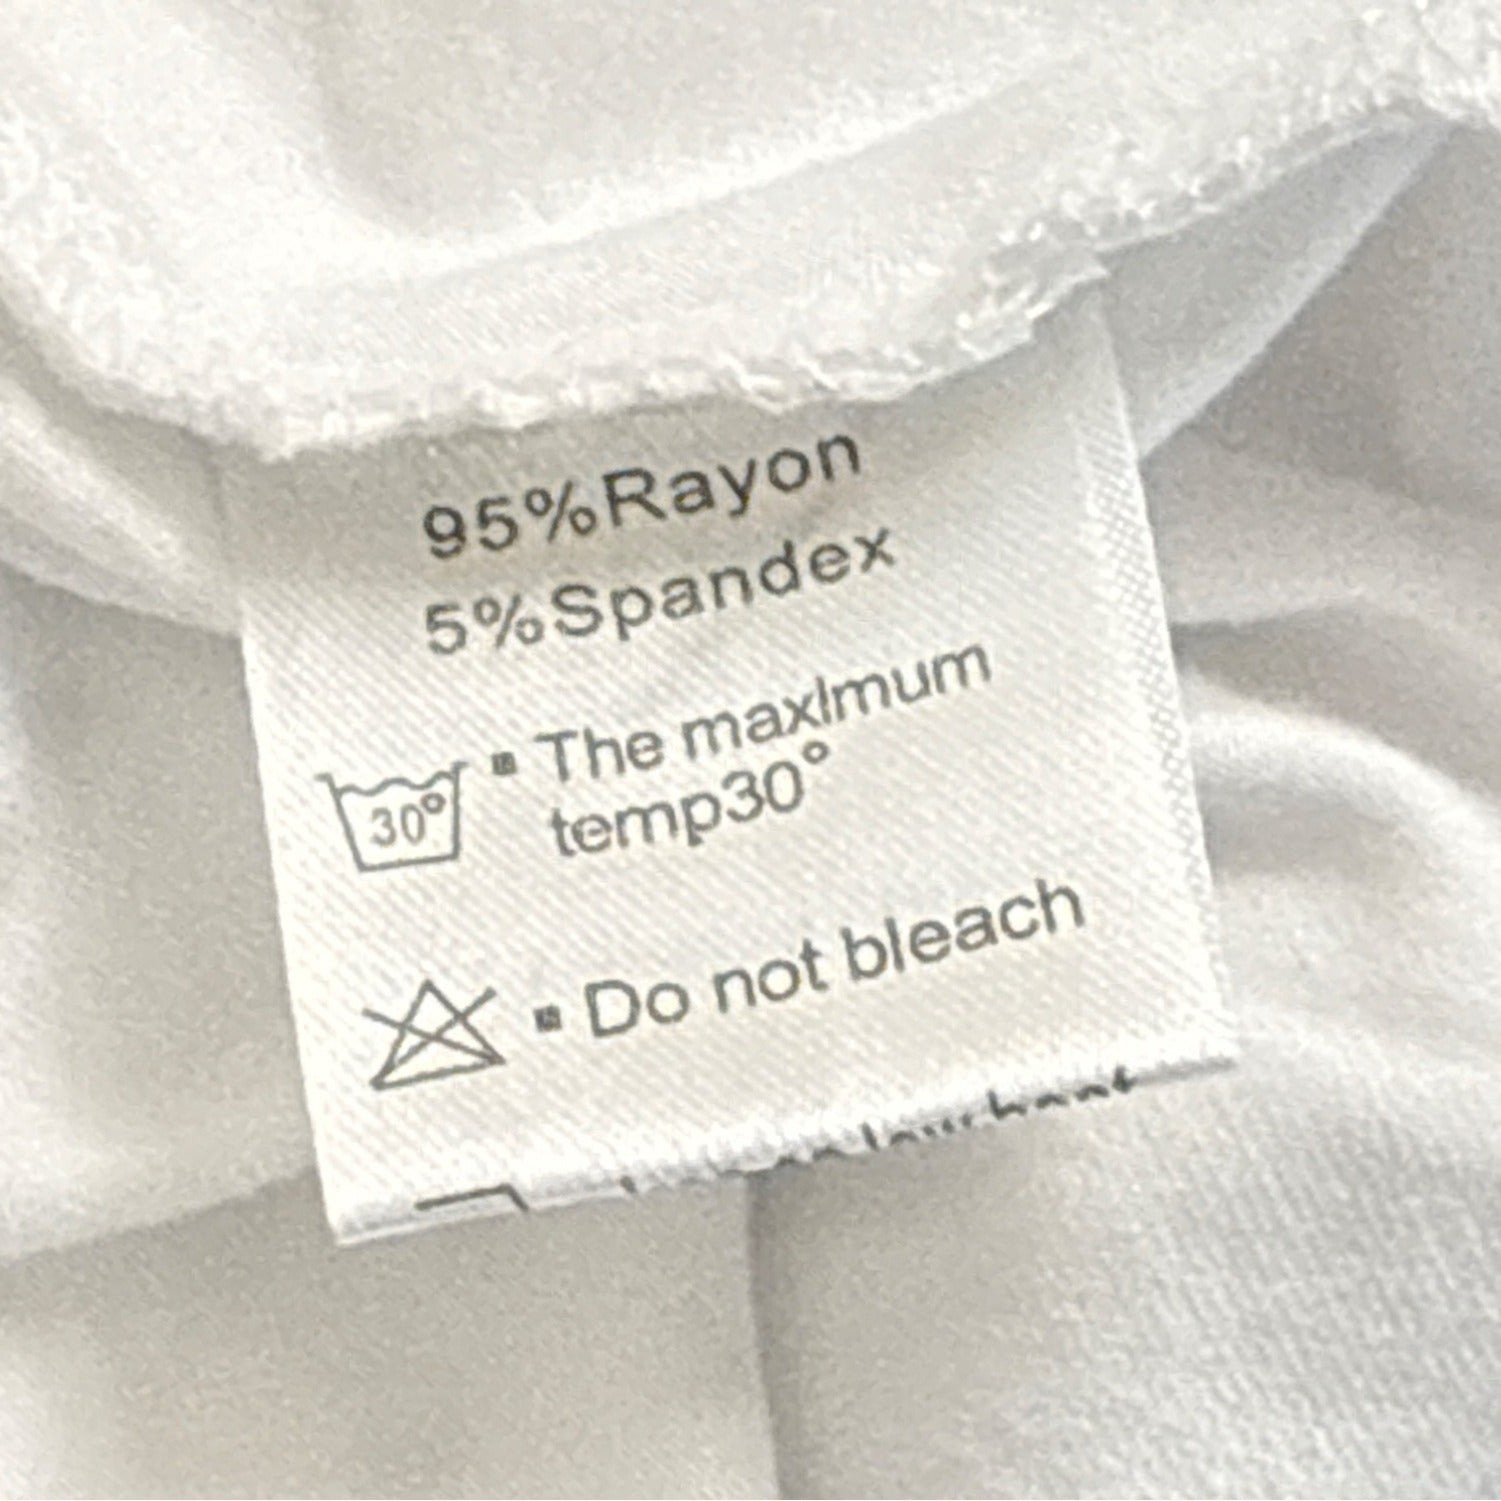 95%Rayon
5%Spandex
30°
▪ The maxlmum
temp30°
▪ Do not bleach